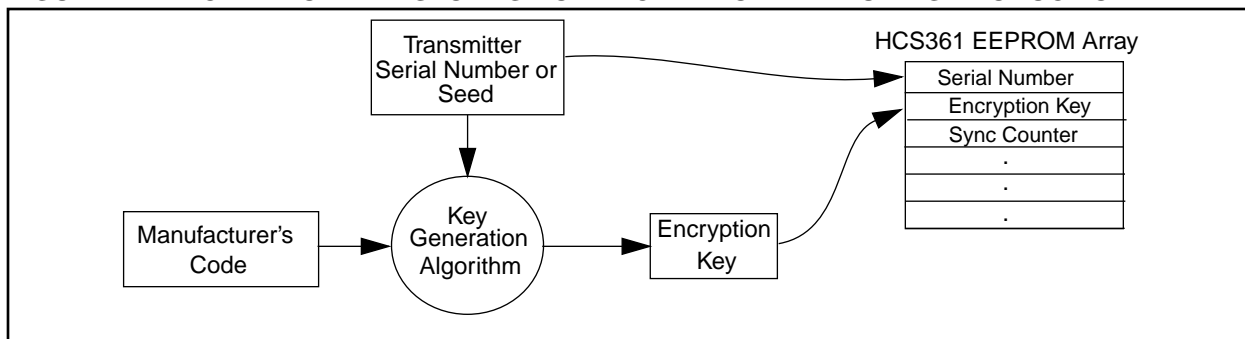 Transmitter
Serial Number or
Seed
HCS361 EEPROM Array
Serial Number
Encryption Key
Sync Counter
.
.
.
Manufacturer's
Code
Key
Generation
Algorithm
Encryption
Key